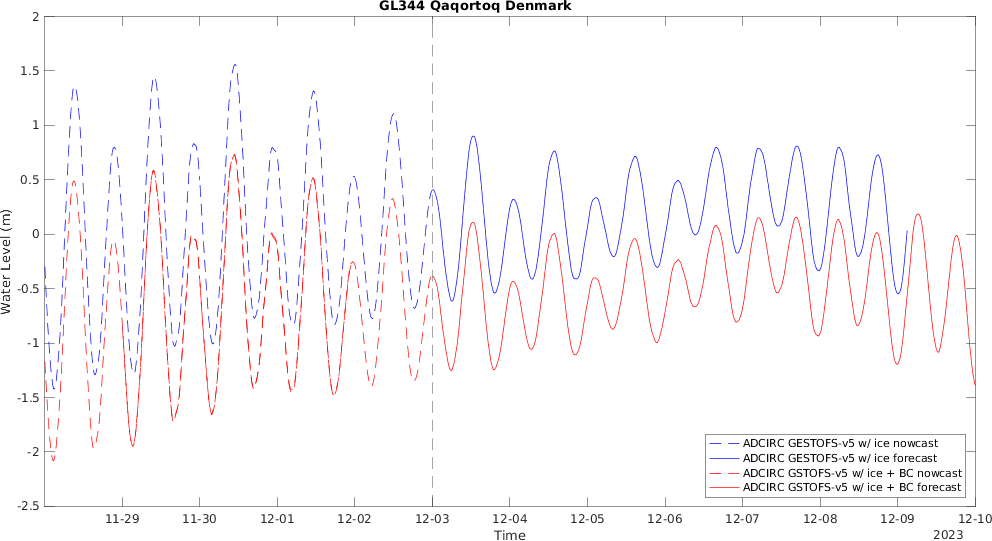 GL344 Qaqortoq Denmark
2
1.5
1
0.5
0
-0.5
-1
-1.5
-2
-2.5
Water Level (m)
ADCIRC GESTOFS-v5 w/ ice nowcast
ADCIRC GESTOFS-v5 w/ ice forecast
ADCIRC GSTOFS-v5 w/ ice + BC nowcast
ADCIRC GSTOFS-v5 w/ ice + BC forecast
11-29 11-30 12-01 12-02 12-03 12-04 12-05 12-06 12-07 12-08 12-09 12-10
Time
2023